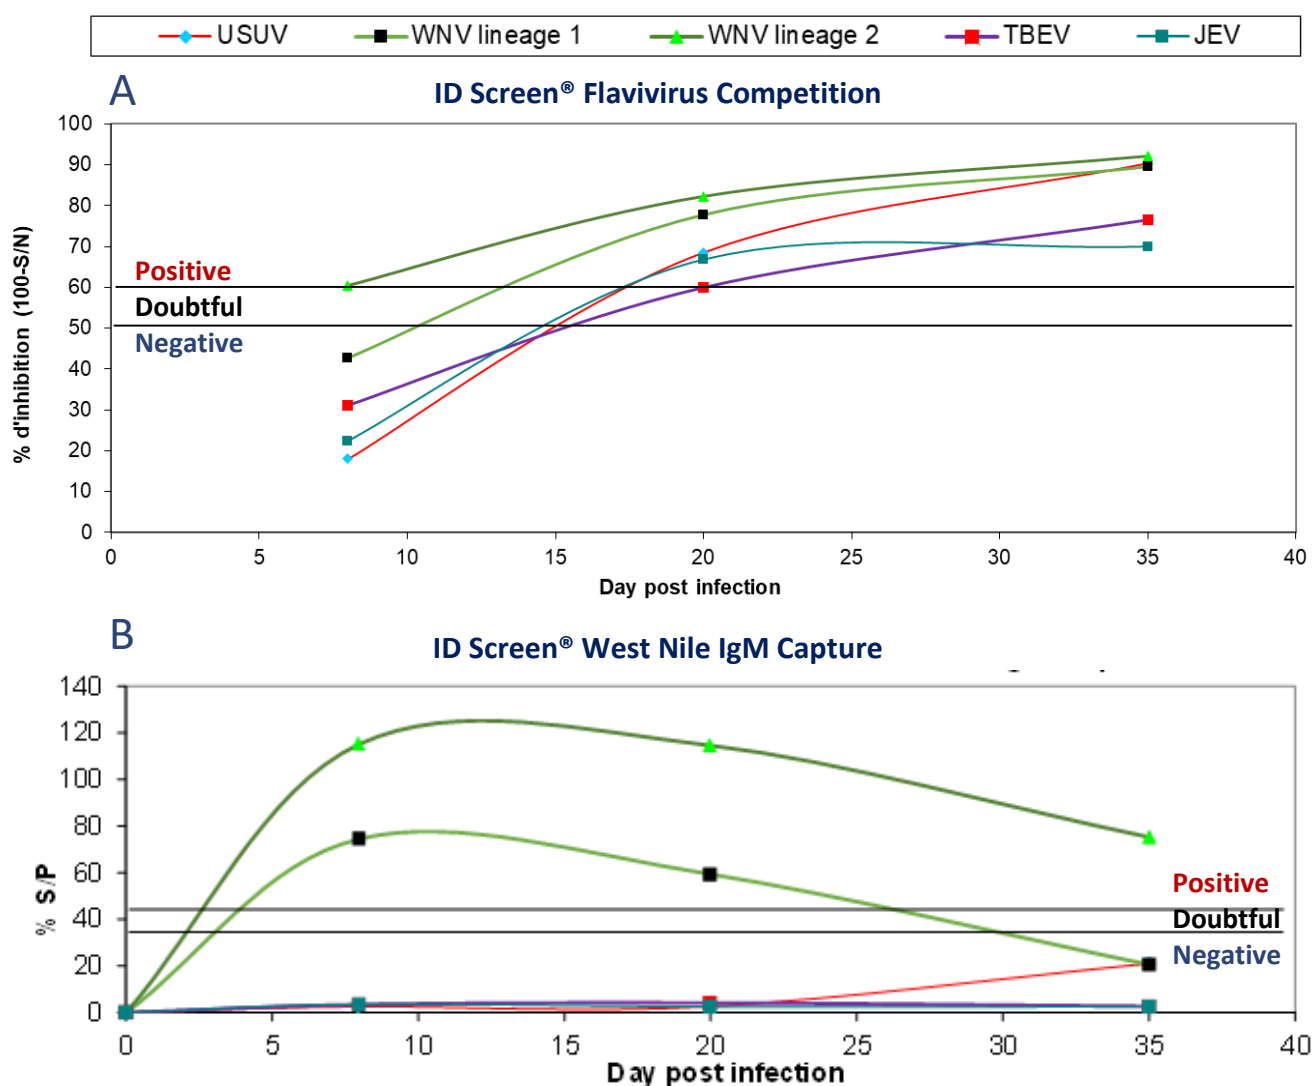 USUV WNV lineage 1 WNV lineage 2 TBEV JEV
A
ID Screen® Flavivirus Competition
100
90
80
70
60
50
40
30
20
10
0
% d'inhibition (100-S/N)
Positive
Doubtful
Negative
0 5 10 15 20 25 30 35 40
Day post infection
B
ID Screen® West Nile IgM Capture
140
120
100
80
60
40
20
0
% S/P
Positive
Doubtful
Negative
0 5 10 15 20 25 30 35 40
Day post infection